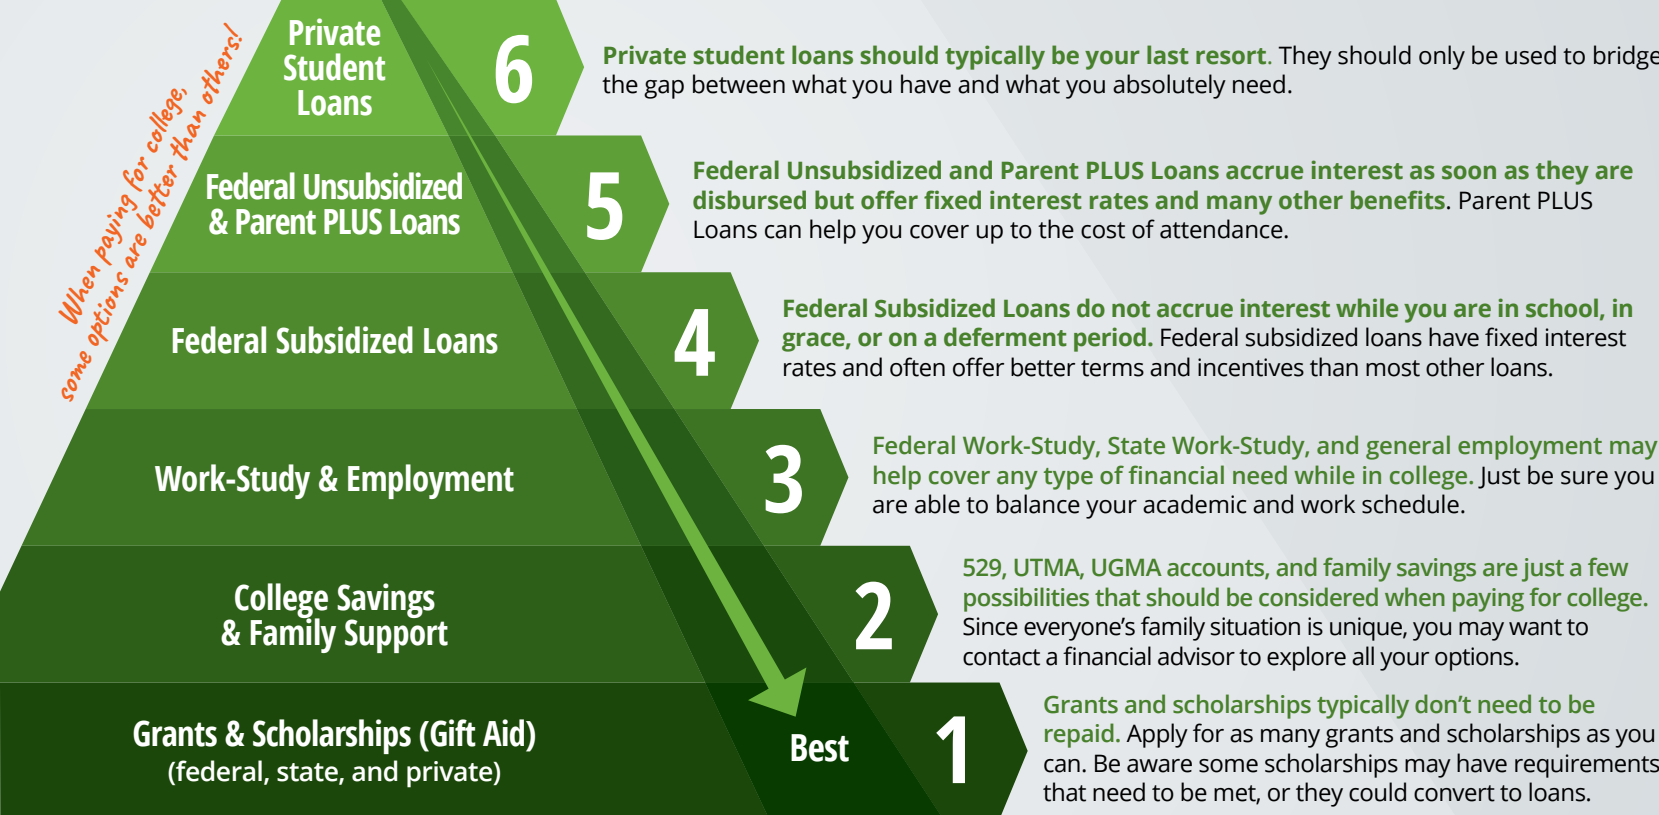 When paying for college,
some options are better than others!
Private
Student
Loans
6
Private student loans should typically be your last resort. They should only be used to bridge
the gap between what you have and what you absolutely need.
Federal Unsubsidized
& Parent PLUS Loans
5
Federal Unsubsidized and Parent PLUS Loans accrue interest as soon as they are
disbursed but offer fixed interest rates and many other benefits. Parent PLUS
Loans can help you cover up to the cost of attendance.
Federal Subsidized Loans
4
Federal Subsidized Loans do not accrue interest while you are in school, in
grace, or on a deferment period. Federal subsidized loans have fixed interest
rates and often offer better terms and incentives than most other loans.
Work-Study & Employment
3
Federal Work-Study, State Work-Study, and general employment may
help cover any type of financial need while in college. Just be sure you
are able to balance your academic and work schedule.
College Savings
& Family Support
2
529, UTMA, UGMA accounts, and family savings are just a few
possibilities that should be considered when paying for college.
Since everyone's family situation is unique, you may want to
contact a financial advisor to explore all your options.
Grants & Scholarships (Gift Aid)
(federal, state, and private)
Best
1
Grants and scholarships typically don't need to be
repaid. Apply for as many grants and scholarships as you
can. Be aware some scholarships may have requirements
that need to be met, or they could convert to loans.